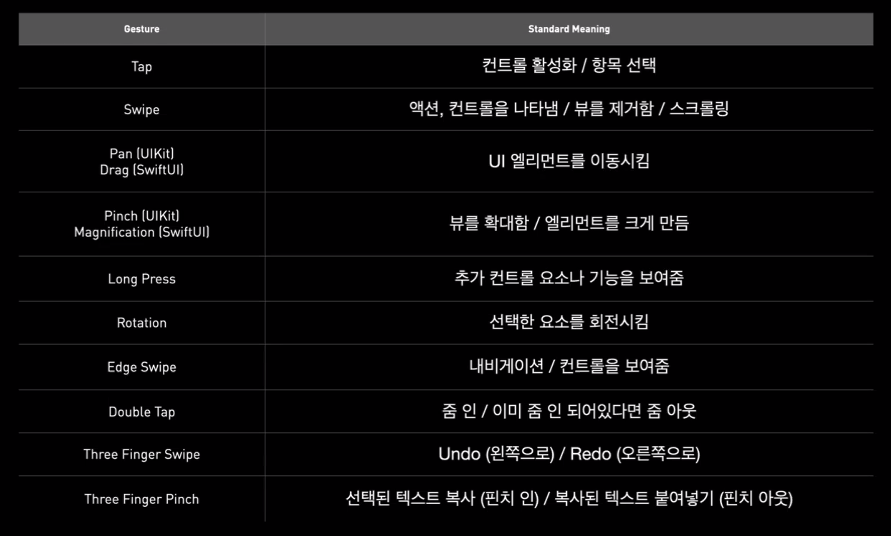 Gesture
Standard Meaning
Tap
컨트롤 활성화 / 항목 선택
Swipe
액션, 컨트롤을 나타냄 / 뷰를 제거함 / 스크롤링
Pan (UIKit)
Drag (SwiftUI)
UI 엘리먼트를 이동시킴
Pinch (UIKit)
Magnification (SwiftUI)
뷰를 확대함 / 엘리먼트를 크게 만듬
Long Press
추가 컨트롤 요소나 기능을 보여줌
Rotation
선택한 요소를 회전시킴
Edge Swipe
내비게이션 / 컨트롤을 보여줌
Double Tap
줌 인 / 이미 줌 인 되어있다면 줌 아웃
Three Finger Swipe
Undo (왼쪽으로) / Redo (오른쪽으로)
Three Finger Pinch
선택된 텍스트 복사 (핀치 인) / 복사된 텍스트 붙여넣기 (핀치 아웃)